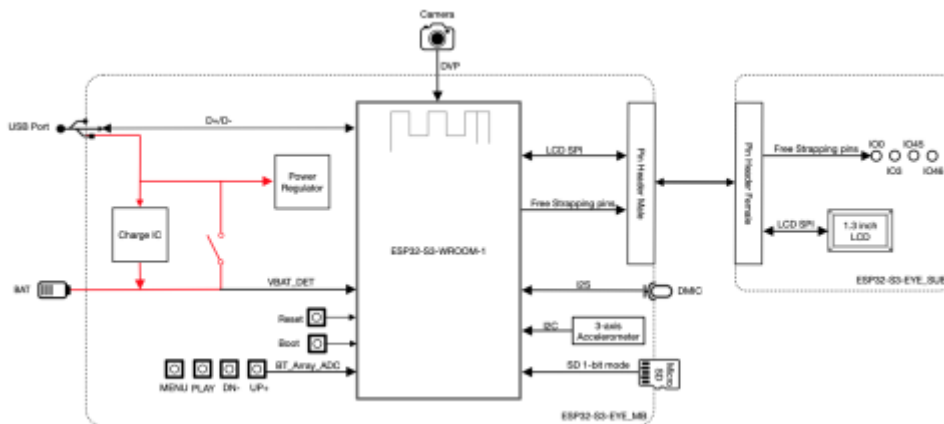 Camera
DVP
USB Port
D+/D-
Power
Regulator
Charge IC
BAT
VBAT_DET
Reset
Boot
BT_Array_ADC
MENU
PLAY
DN-
UP+
ESP32-S3-WROOM-1
LCD SPI
Free Strapping pins
Pin Header Male
I2S
DMIC
I2C
3-axis
Accelerometer
SD 1-bit mode
Micro
SD
ESP32-S3-EYE_MB
Pin Header Female
Free Strapping pins
IO0
IO45
IO3
IO46
LCD SPI
1.3 inch
LCD
ESP32-S3-EYE_SUB